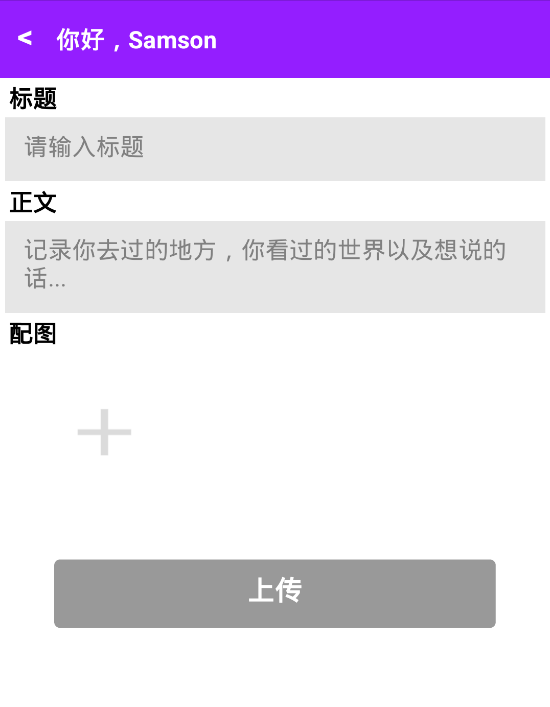 < 你好，Samson
标题
请输入标题
正文
记录你去过的地方，你看过的世界以及想说的
话...
配图
上传